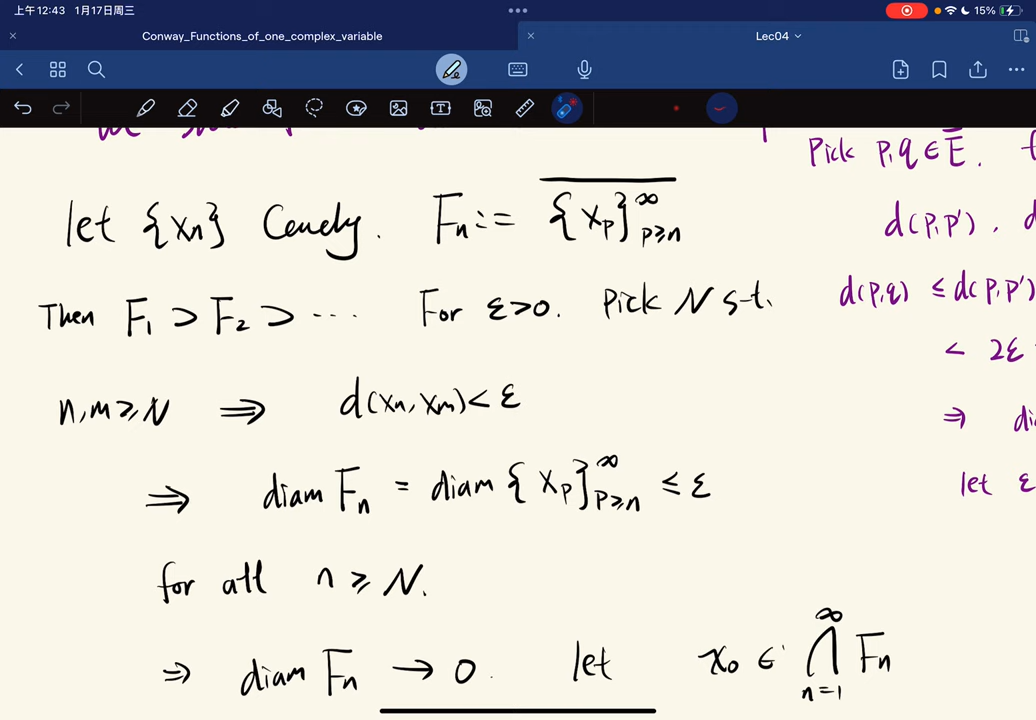 上午12:43 1月17日周三
15%
Conway_Functions_of_one_complex_variable
Lec04
let {xn} Cauchy. Fn := {xp}∞p≥n
Then F1 ⊃ F2 ⊃ ··· For ε>0. Pick N s.t.
n,m ≥ N ⇒ d(xn, xm) < ε
⇒ diam Fn = diam {xp}∞p≥n ≤ ε
for all n ≥ N.
⇒ diam Fn → 0. let x0 ∈ ∞⋂n=1 Fn
Pick p,q ∈ E̅.
d(p,p').
d(p,q) ≤ d(p,p')
< 2ε
⇒
let ε